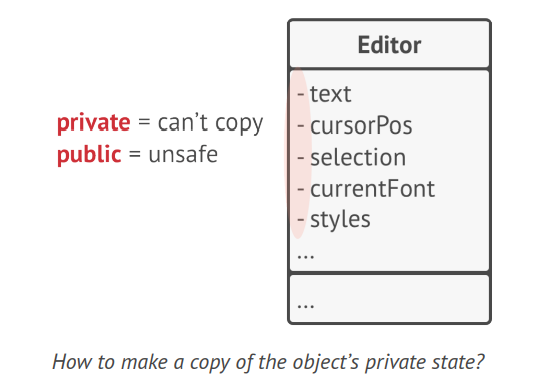 Editor
private = can't copy
public = unsafe
- text
- cursorPos
- selection
- currentFont
- styles
...
...
How to make a copy of the object's private state?